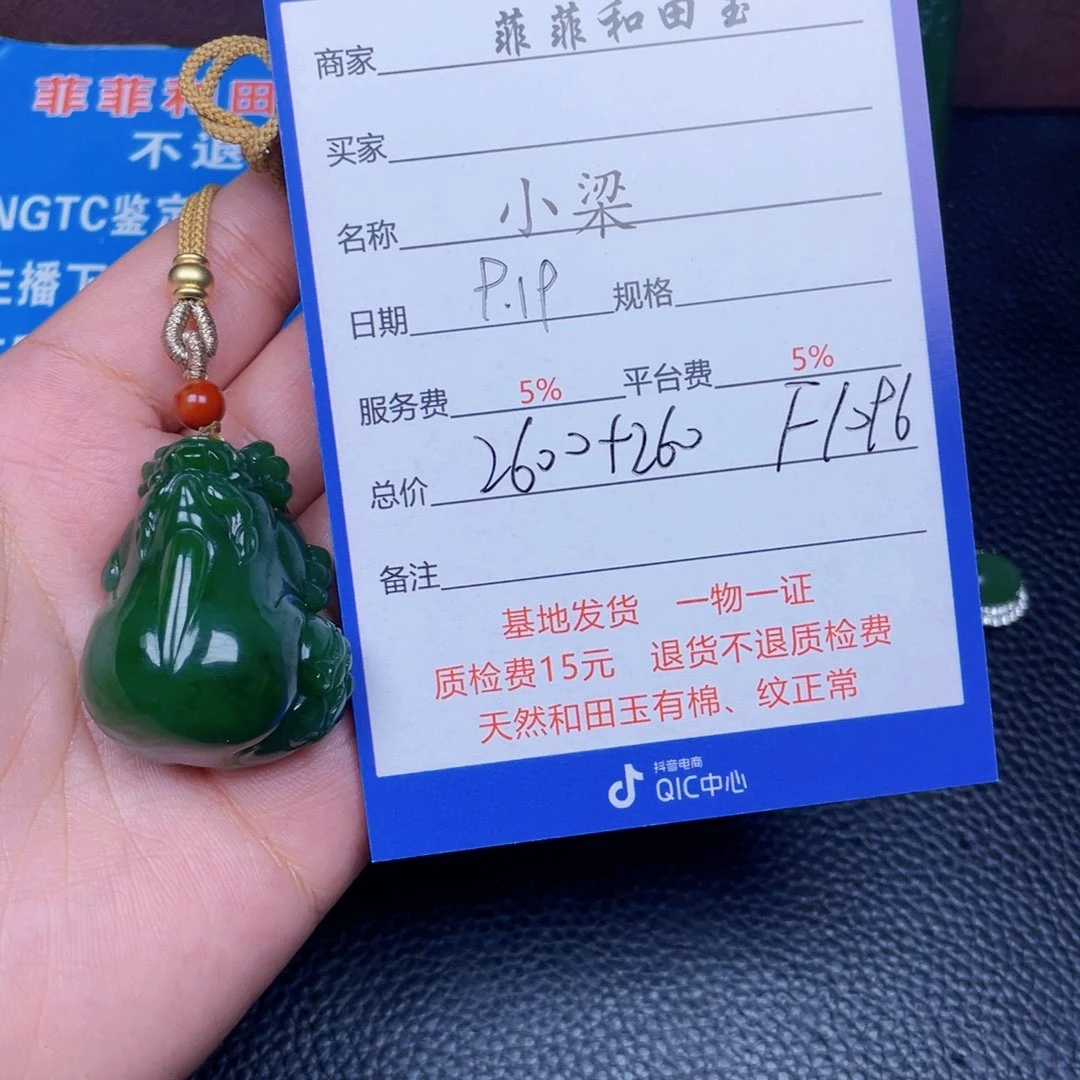 菲菲和田
不退
NGTC鉴定
主播下
商家 菲菲和田玉
买家
名称 小梁
日期 9.19 规格
服务费 5% 平台费 5%
总价 2600+260
备注
基地发货 一物一证
质检费15元 退货不退质检费
天然和田玉有棉、纹正常
抖音电商
QIC中心